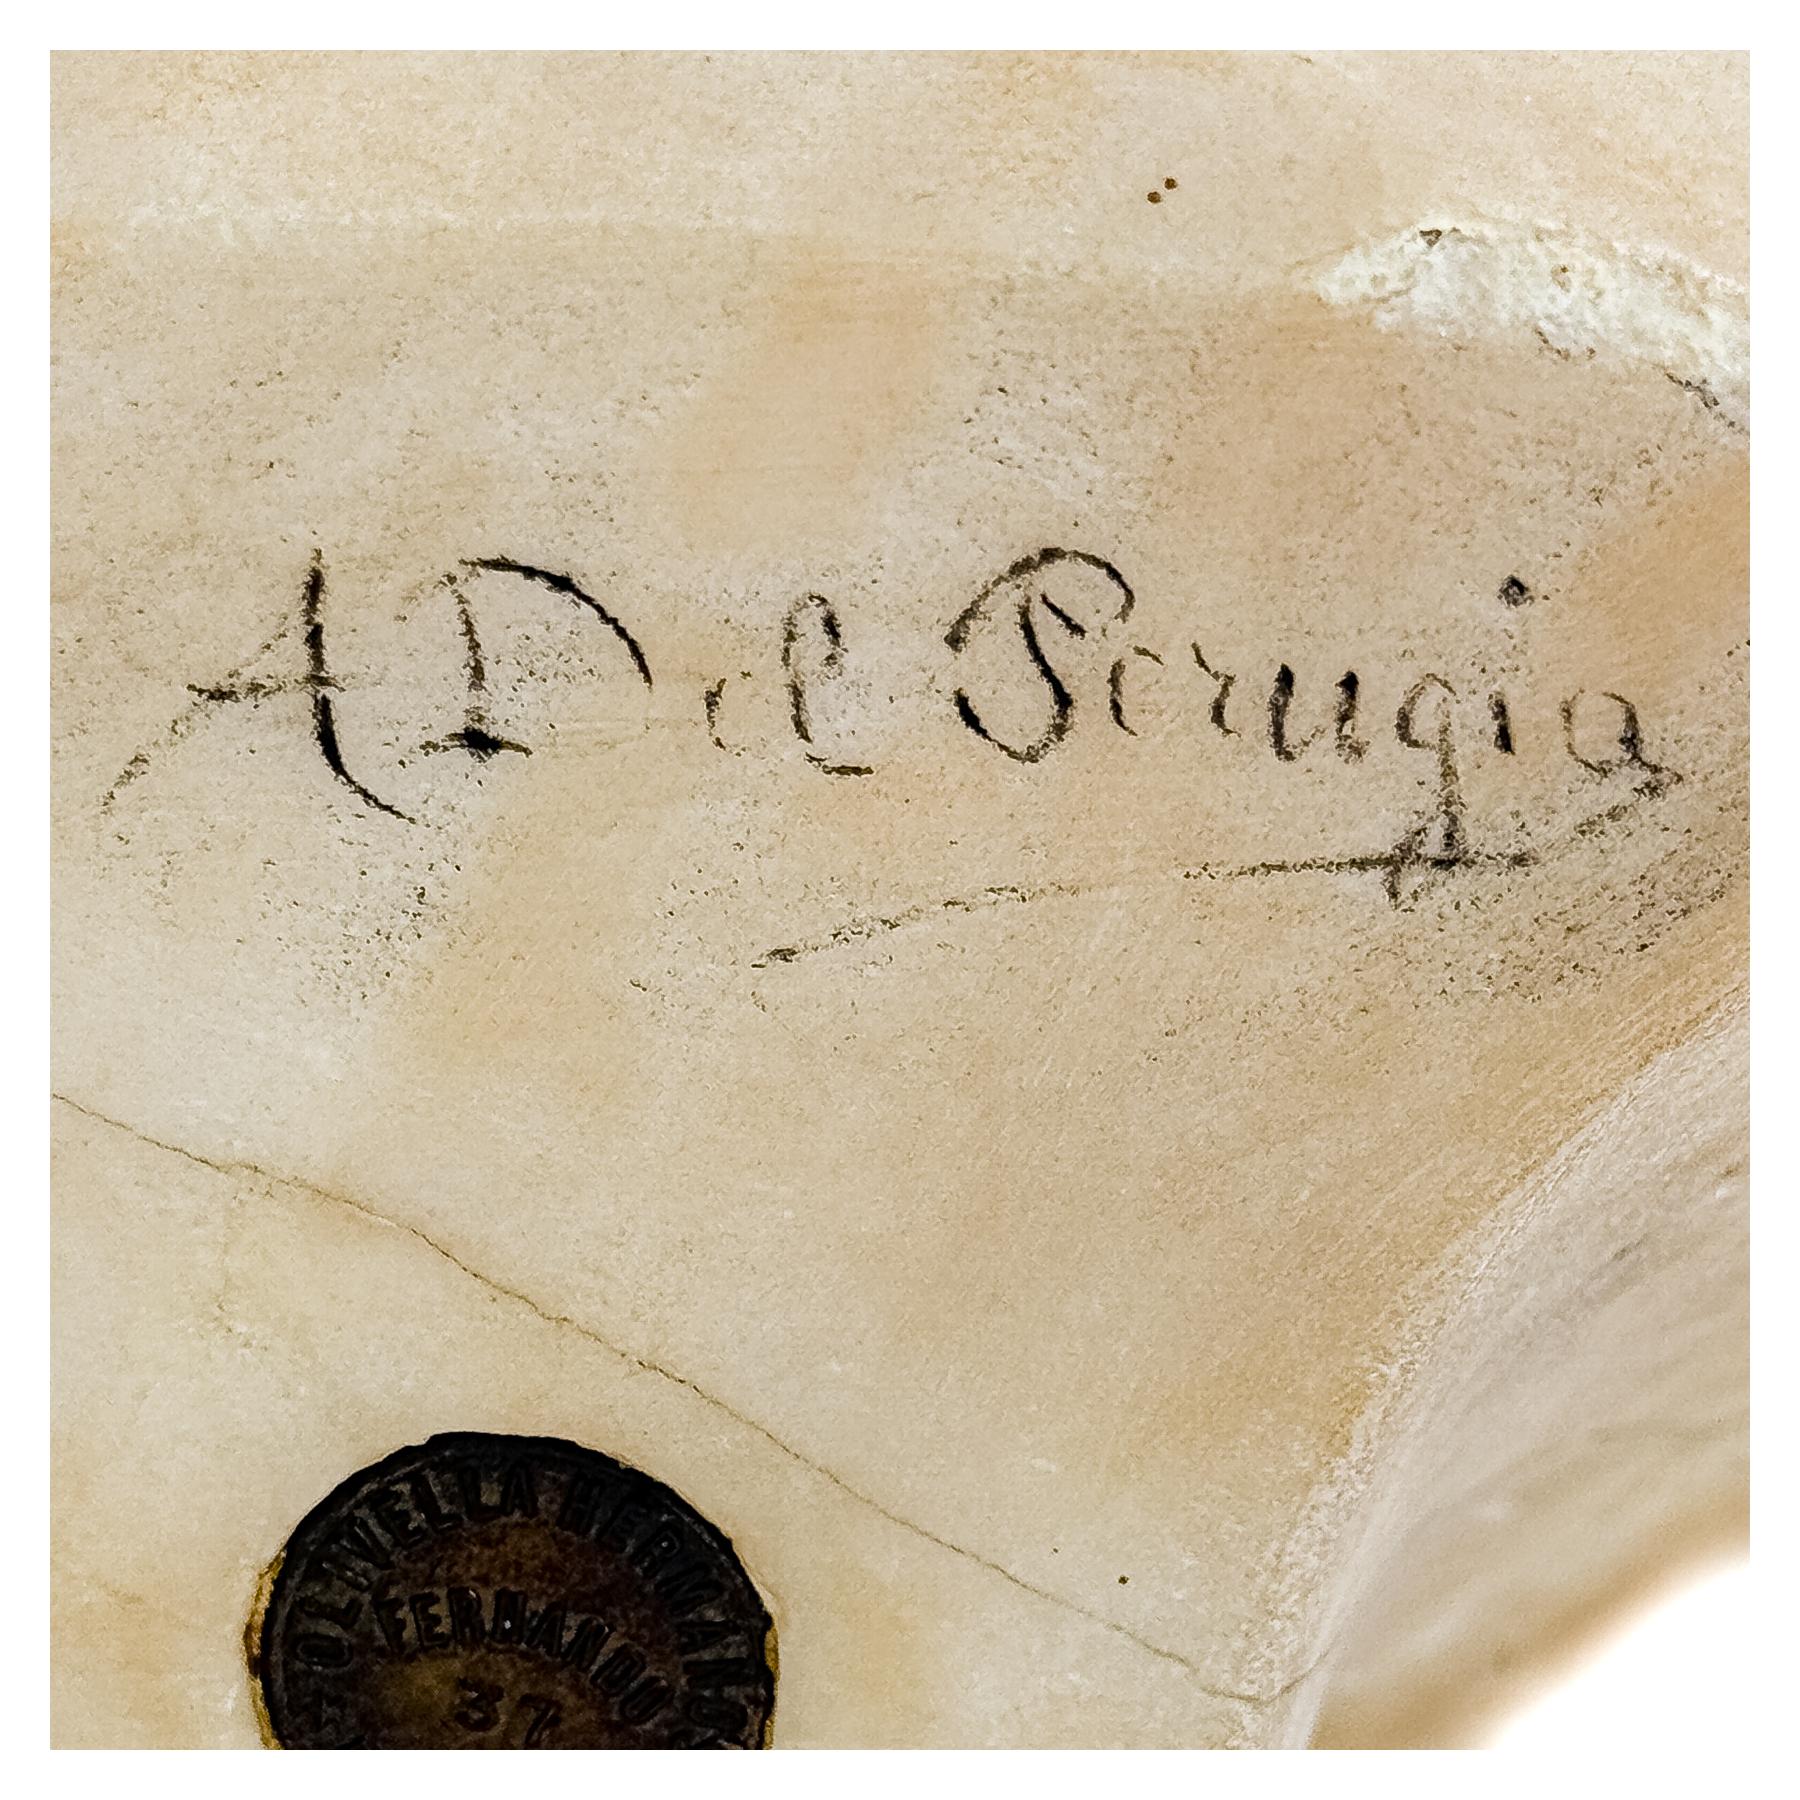 A Del Perugia
OLIVELLA HERMANOS
FERNANDO
37